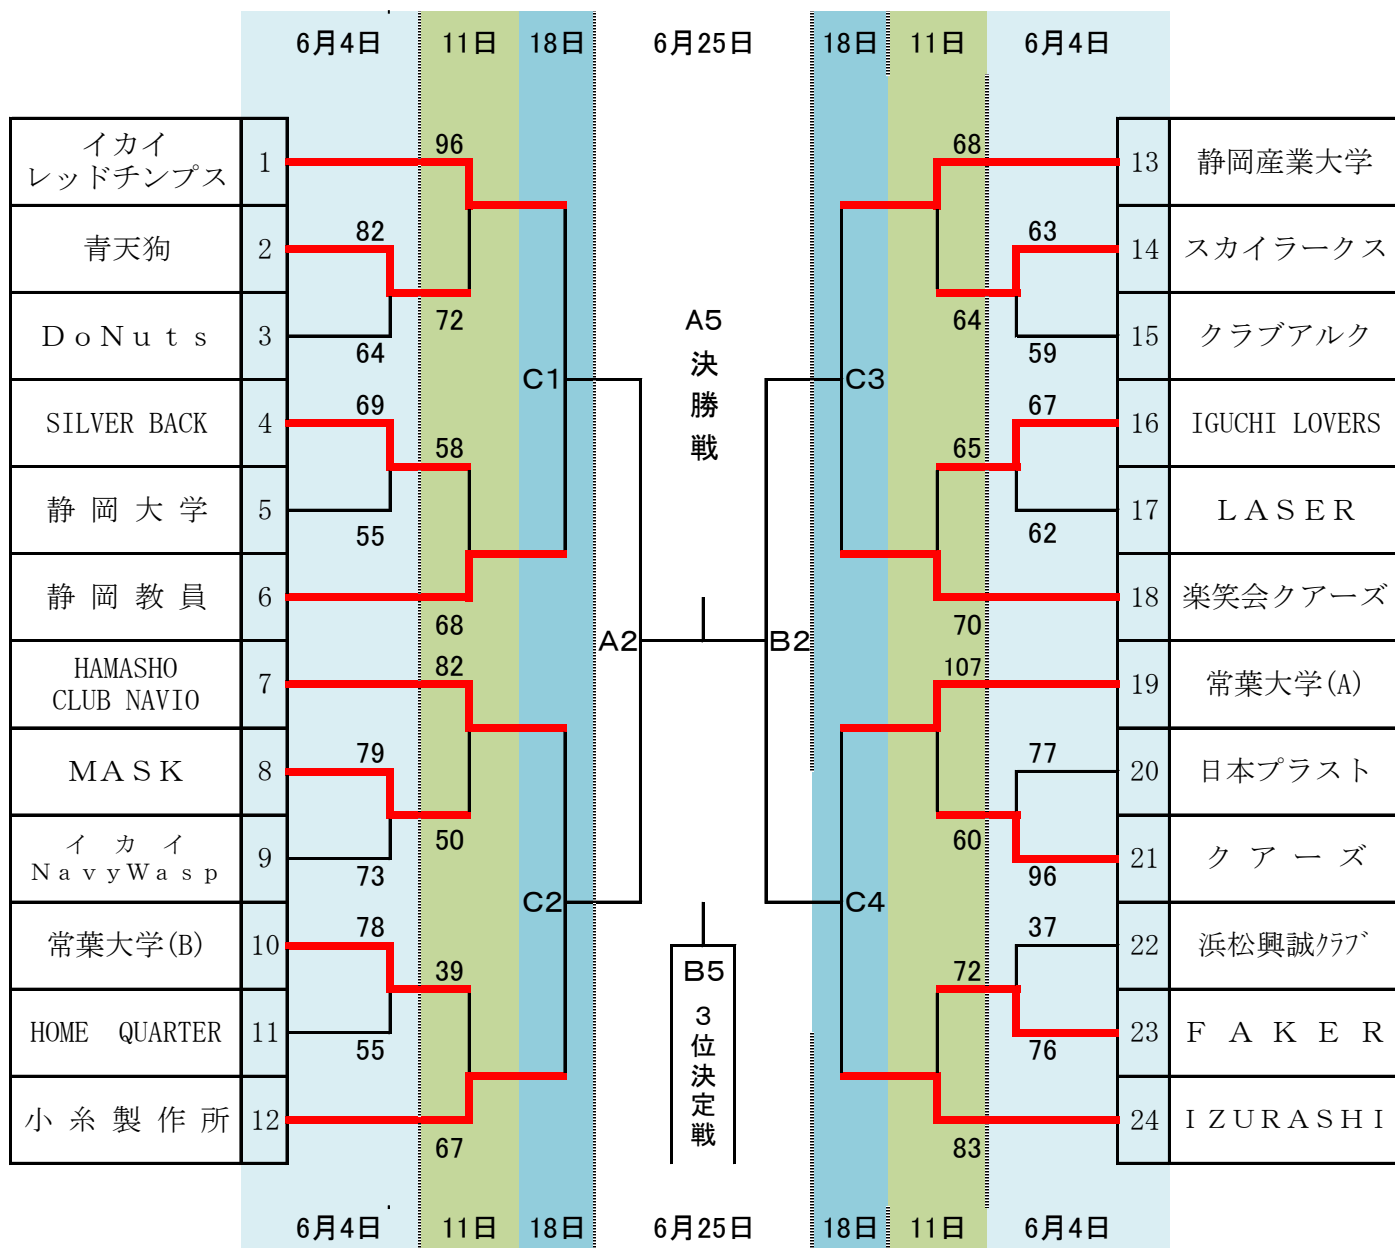 6月4日 11日 18日 6月25日 18日 11日 6月4日
イカイ
レッドチンプス
1
96
青天狗
2
82
72
DoNuts
3
64
C1
SILVER BACK
4
69
58
静岡大学
5
55
静岡教員
6
68
A2
HAMASHO
CLUB NAVIO
7
82
MASK
8
79
50
イカイ
NavyWasp
9
73
C2
常葉大学(B)
10
78
39
HOME QUARTER
11
55
小糸製作所
12
67
A5
決
勝
戦
B5
3
位
決
定
戦
68
13
静岡産業大学
63
14
スカイラークス
64
59
15
クラブアルク
C3
67
16
IGUCHI LOVERS
65
62
17
LASER
70
18
楽笑会クアーズ
B2
107
19
常葉大学(A)
77
20
日本プラスト
60
96
21
クアーズ
C4
37
22
浜松興誠クラブ
72
76
23
FAKER
83
24
IZURASHI
6月4日 11日 18日 6月25日 18日 11日 6月4日